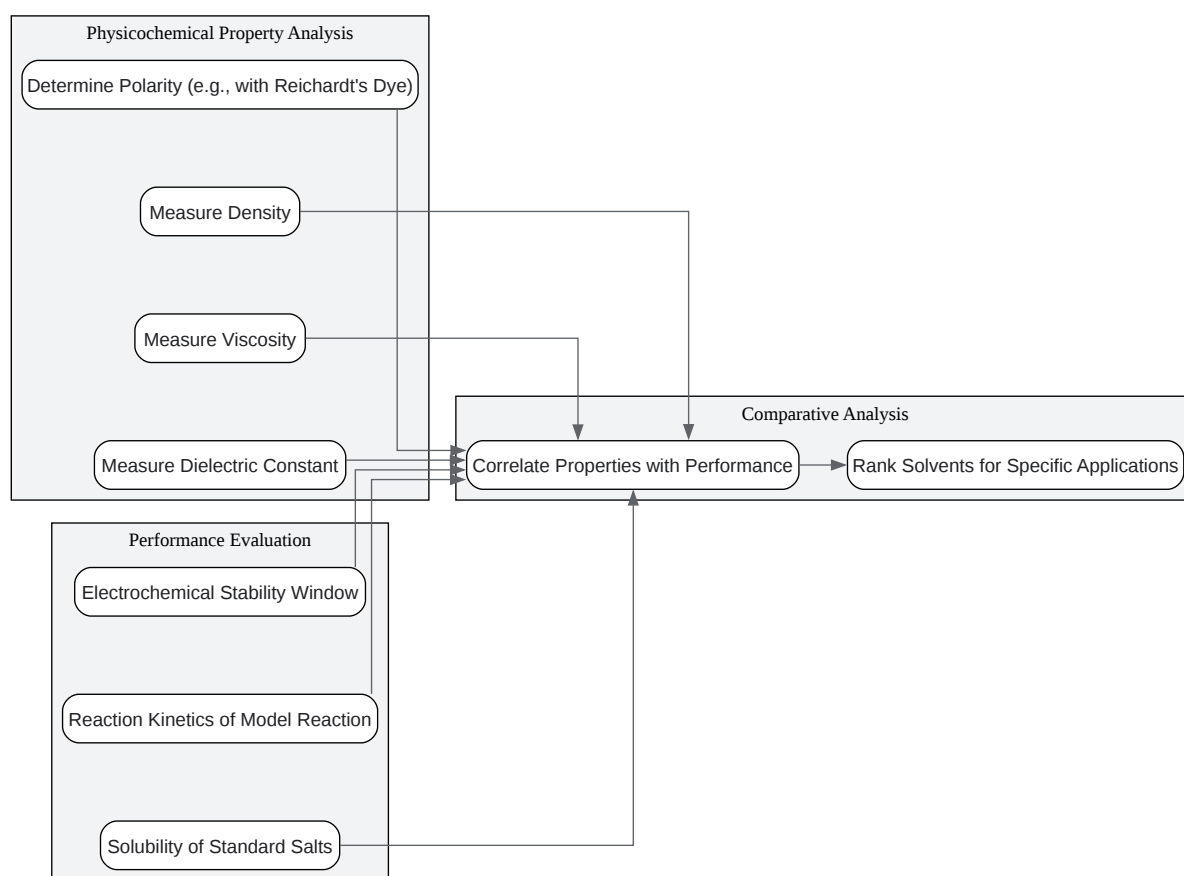 Physicochemical Property Analysis
Determine Polarity (e.g., with Reichardt's Dye)
Measure Density
Measure Viscosity
Measure Dielectric Constant
Comparative Analysis
Correlate Properties with Performance
Rank Solvents for Specific Applications
Performance Evaluation
Electrochemical Stability Window
Reaction Kinetics of Model Reaction
Solubility of Standard Salts